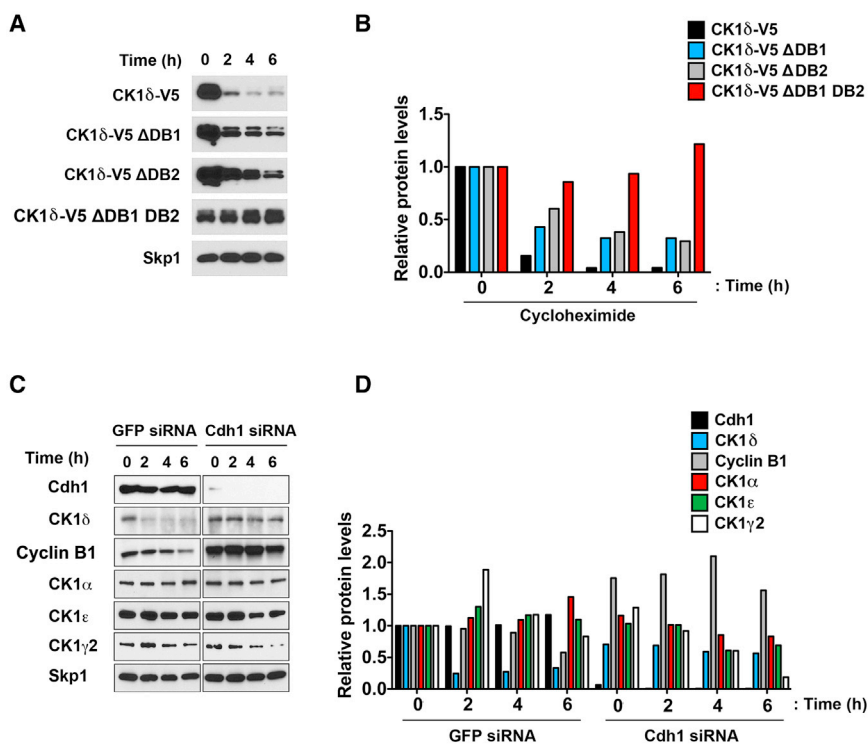 A
Time (h) 0 2 4 6
CK1δ-V5
CK1δ-V5 ΔDB1
CK1δ-V5 ΔDB2
CK1δ-V5 ΔDB1 DB2
Skp1
B
CK1δ-V5
CK1δ-V5 ΔDB1
CK1δ-V5 ΔDB2
CK1δ-V5 ΔDB1 DB2
Relative protein levels
1.5
1.0
0.5
0.0
0 2 4 6 : Time (h)
Cycloheximide
C
GFP siRNA Cdh1 siRNA
Time (h) 0 2 4 6 0 2 4 6
Cdh1
CK1δ
Cyclin B1
CK1α
CK1ε
CK1γ2
Skp1
D
Cdh1
CK1δ
Cyclin B1
CK1α
CK1ε
CK1γ2
Relative protein levels
2.5
2.0
1.5
1.0
0.5
0.0
0 2 4 6 0 2 4 6 : Time (h)
GFP siRNA Cdh1 siRNA